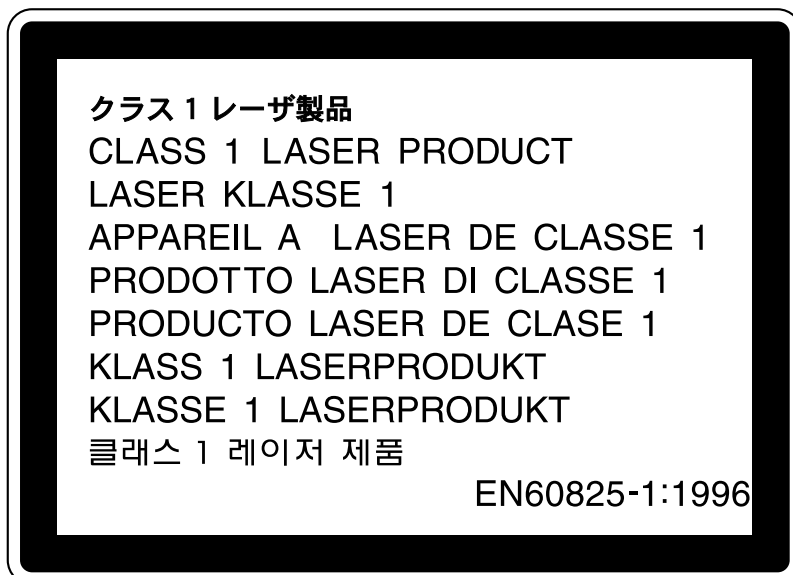 クラス 1 レーザ製品
CLASS 1 LASER PRODUCT
LASER KLASSE 1
APPAREIL A LASER DE CLASSE 1
PRODOTTO LASER DI CLASSE 1
PRODUCTO LASER DE CLASE 1
KLASS 1 LASERPRODUKT
KLASSE 1 LASERPRODUKT
클래스 1 레이저 제품
EN60825-1:1996